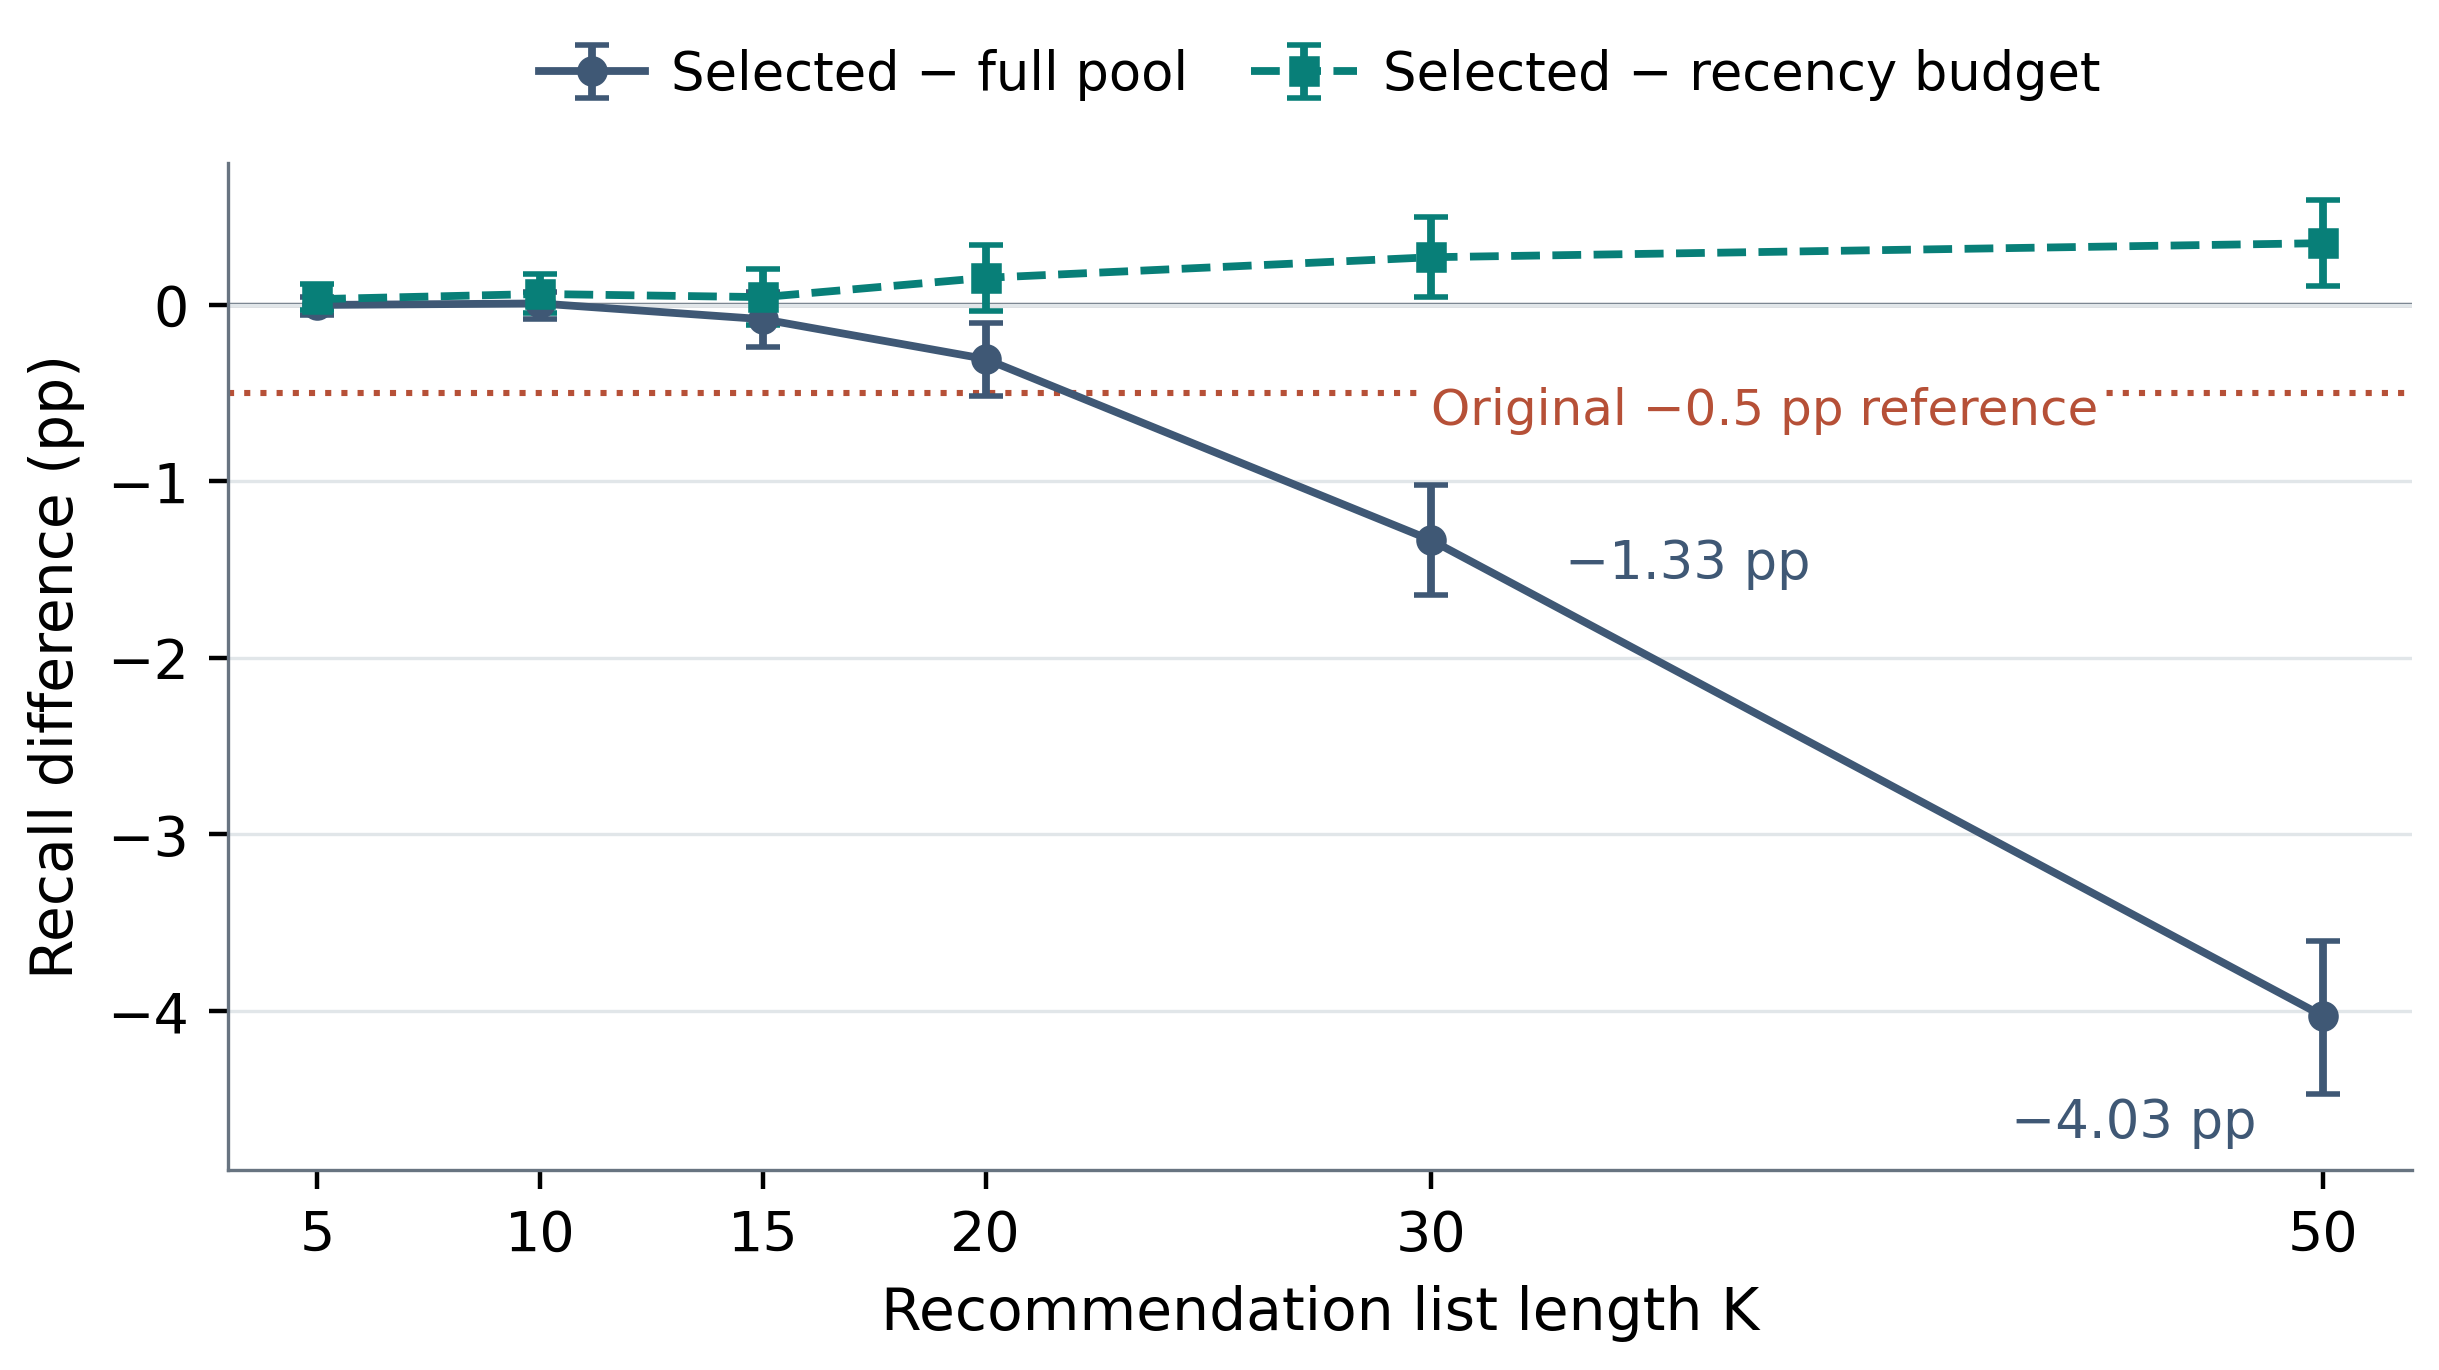 Selected − full pool
Selected − recency budget
Recall difference (pp)
0
−1
−2
−3
−4
Original −0.5 pp reference
−1.33 pp
−4.03 pp
5 10 15 20 30 50
Recommendation list length K